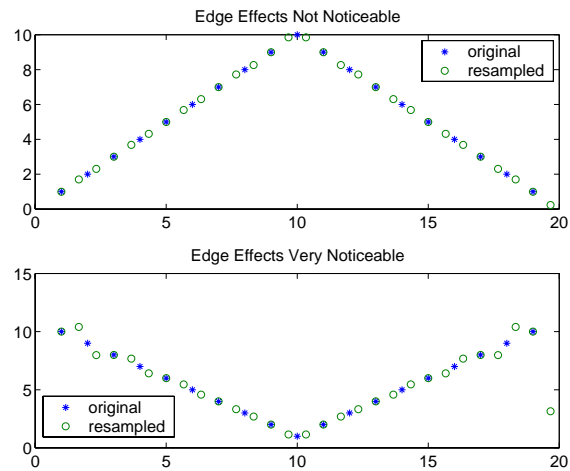 Edge Effects Not Noticeable
10
8
6
4
2
0
original
resampled
0 5 10 15 20
Edge Effects Very Noticeable
15
10
5
0
original
resampled
0 5 10 15 20